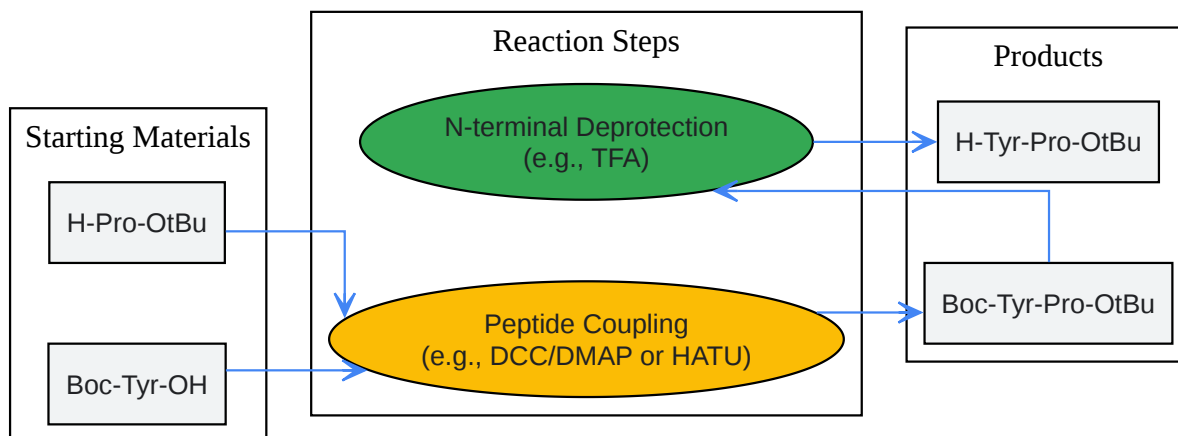 Starting Materials
H-Pro-OtBu
Boc-Tyr-OH
Reaction Steps
N-terminal Deprotection
(e.g., TFA)
Peptide Coupling
(e.g., DCC/DMAP or HATU)
Products
H-Tyr-Pro-OtBu
Boc-Tyr-Pro-OtBu